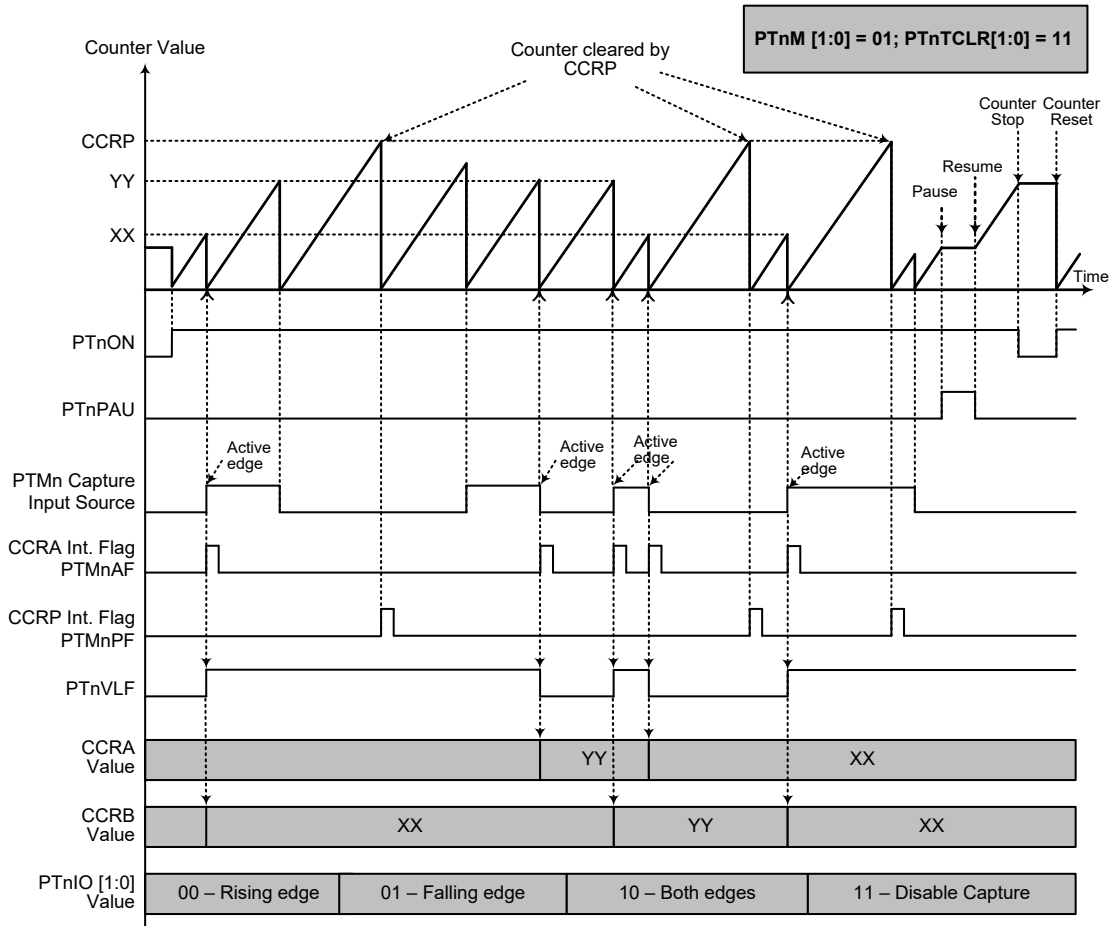 PTnM [1:0] = 01; PTnTCLR[1:0] = 11
Counter Value
Counter cleared by
CCRP
Counter
Stop
Counter
Reset
CCRP
YY
XX
Pause
Resume
Time
PTnON
PTnPAU
Active
edge
Active
edge
Active
edge
Active
edge
PTMn Capture
Input Source
CCRA Int. Flag
PTMnAF
CCRP Int. Flag
PTMnPF
PTnVLF
CCRA
Value
YY
XX
CCRB
Value
XX
YY
XX
PTnIO [1:0]
Value
00 – Rising edge
01 – Falling edge
10 – Both edges
11 – Disable Capture